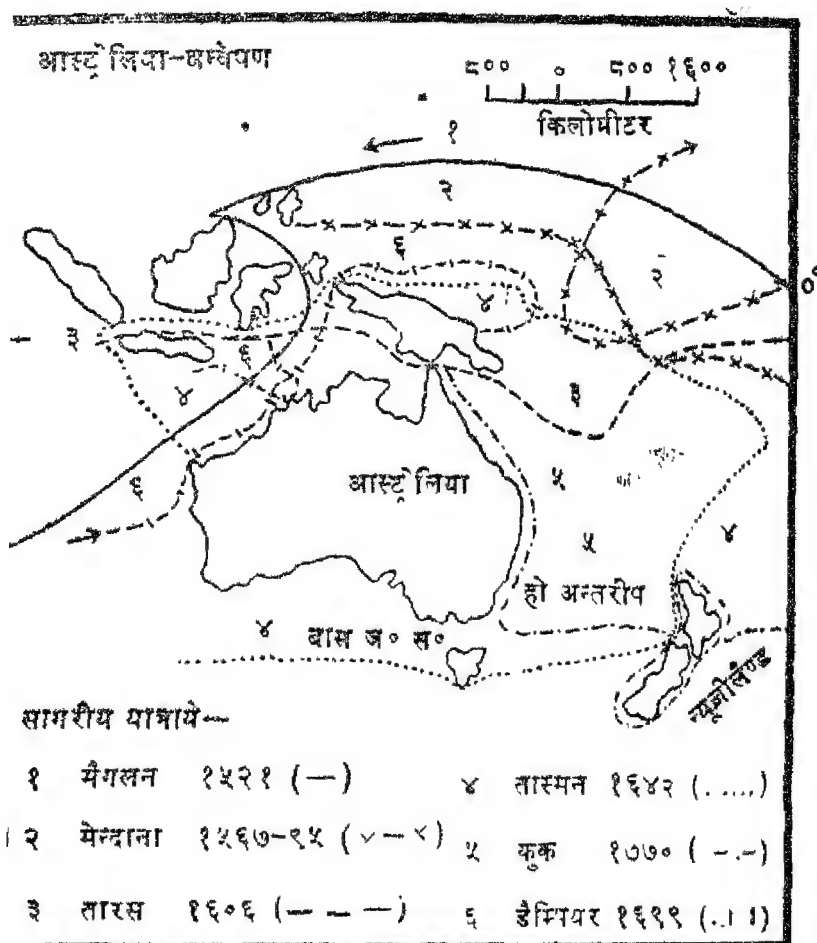 आस्ट्रेलिया-अन्वेषण
८०० ० ८०० १६००
किलोमीटर
१
२
६
२
०°
४
३
६
४
३
६
आस्ट्रेलिया
५
५
४
हो अन्तरीप
४ बास ज० स०
न्यूजीलैण्ड
सागरीय यात्रायें—
१ मैगलन १५२१ (—)
४ तास्मन १६४२ (.....)
२ मेन्दाना १५६७-९५ (×—×)
५ कुक १७७० (-.-)
३ तारस १६०६ (— — —)
६ डैम्पियर १६९९ (..।।)